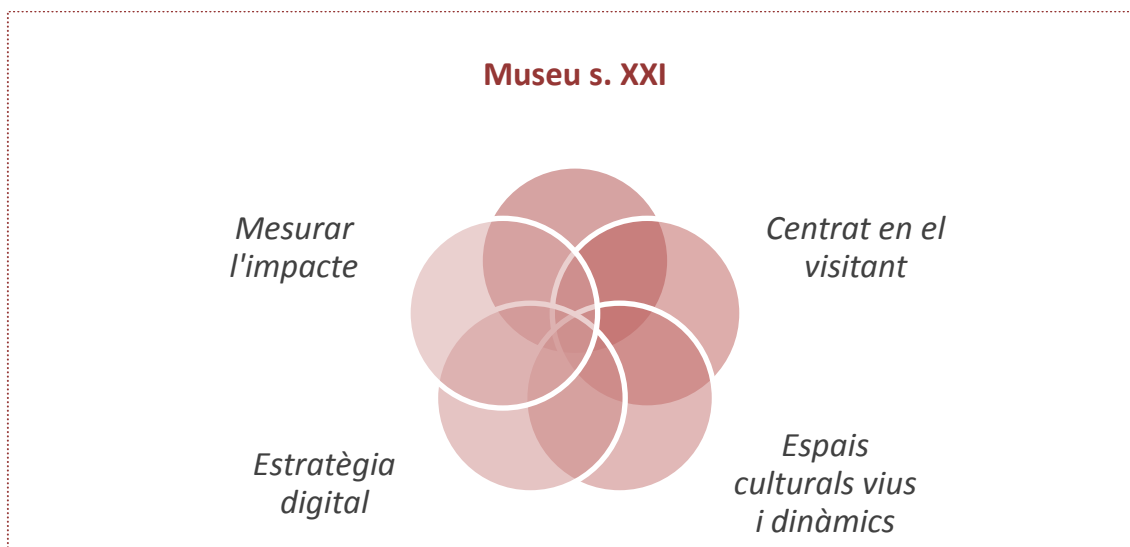 Museu s. XXI
Mesurar
l'impacte
Centrat en el
visitant
Estratègia
digital
Espais
culturals vius
i dinàmics